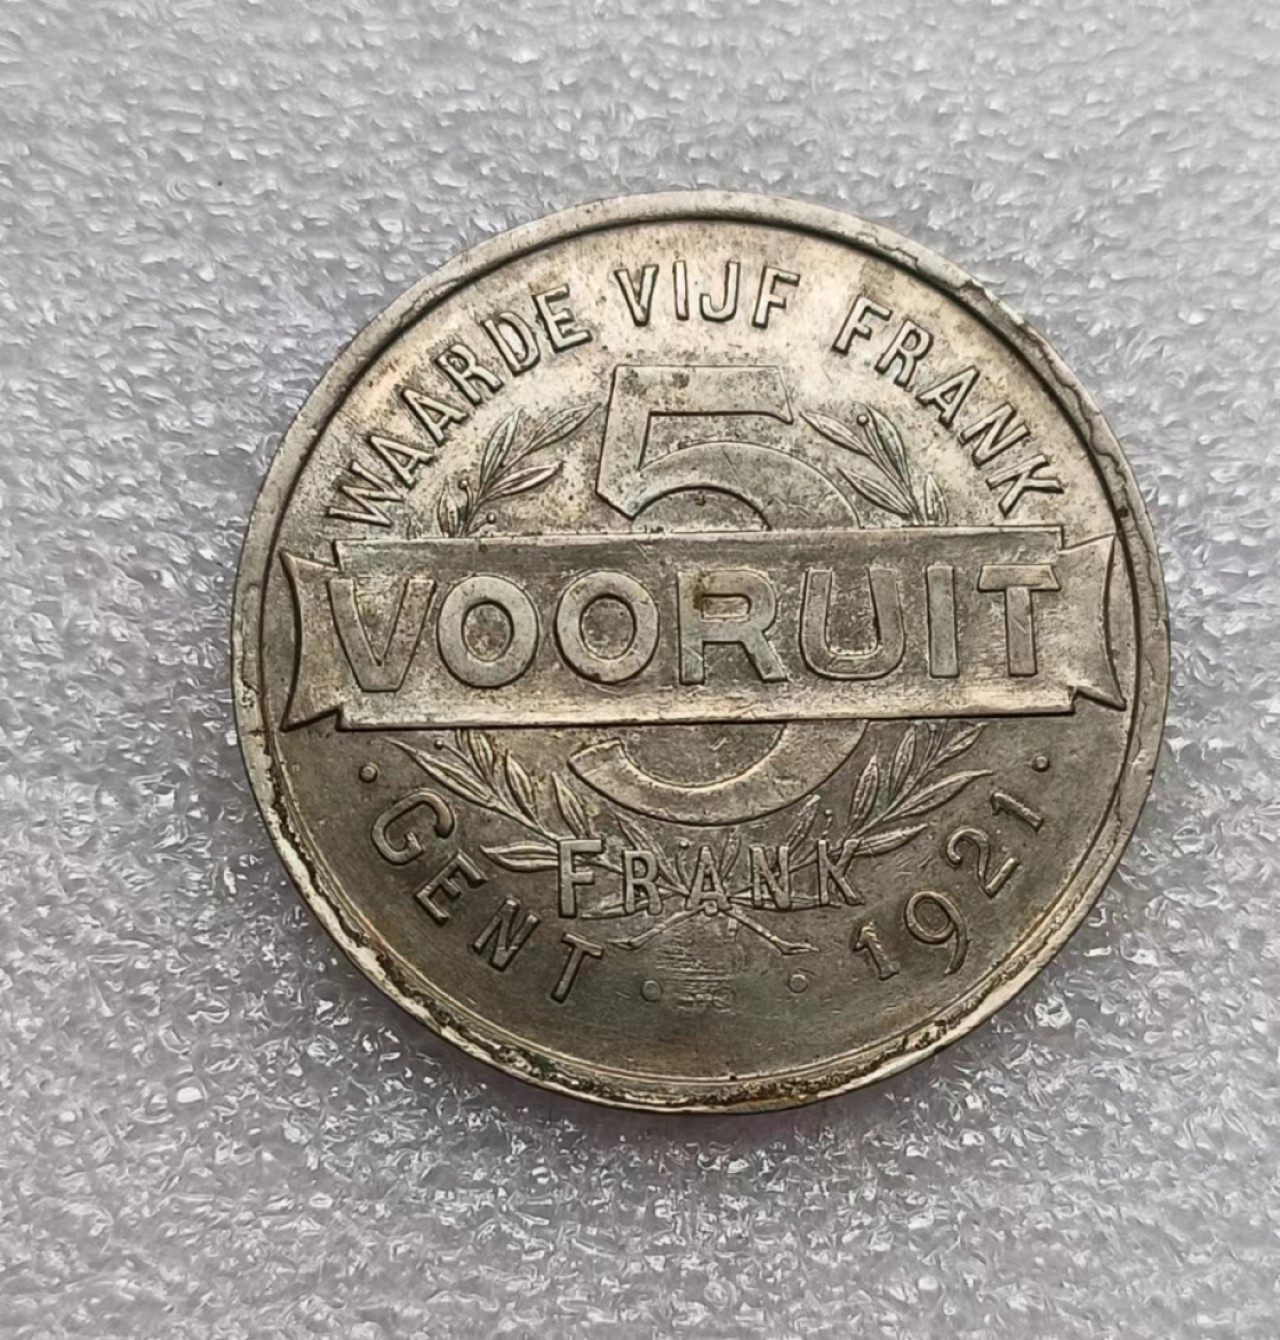 WAARDE VIJF FRANK
5
VOORUIT
FRANK
GENT 1921